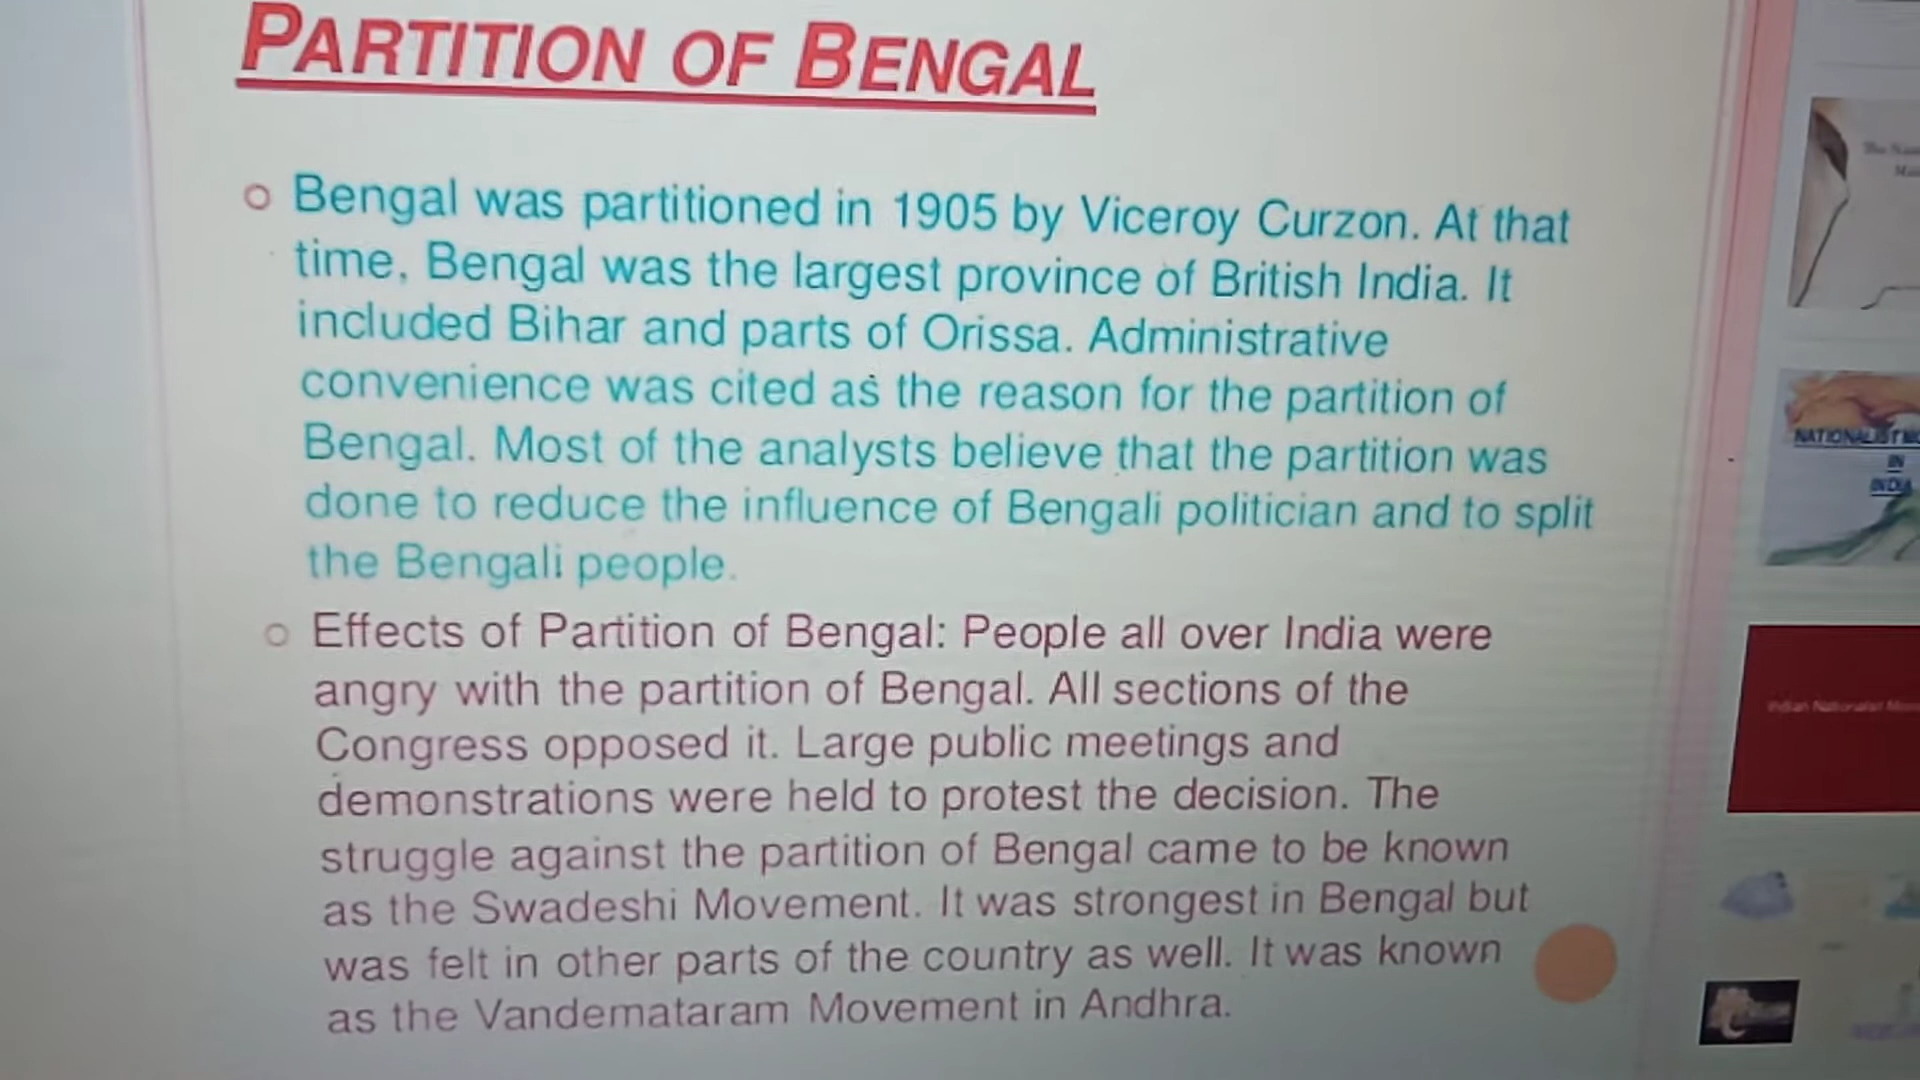 PARTITION OF BENGAL
Bengal was partitioned in 1905 by Viceroy Curzon. At that
time, Bengal was the largest province of British India. It
included Bihar and parts of Orissa. Administrative
convenience was cited as the reason for the partition of
Bengal. Most of the analysts believe that the partition was
done to reduce the influence of Bengali politician and to split
the Bengali people.
Effects of Partition of Bengal: People all over India were
angry with the partition of Bengal. All sections of the
Congress opposed it. Large public meetings and
demonstrations were held to protest the decision. The
struggle against the partition of Bengal came to be known
as the Swadeshi Movement. It was strongest in Bengal but
was felt in other parts of the country as well. It was known
as the Vandemataram Movement in Andhra.
NATIONALIST
IN
INDIA
Indian Nationalist